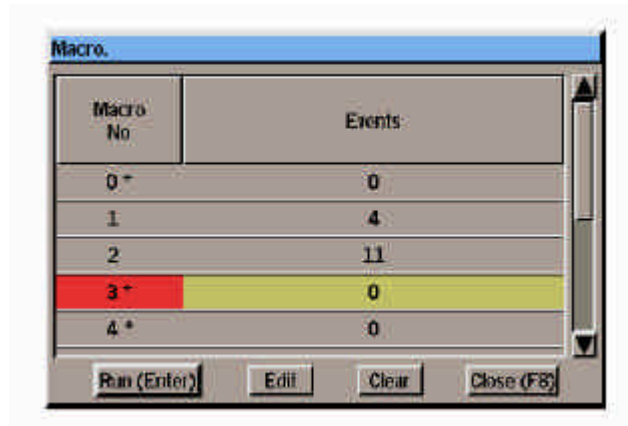 Macro.
Macro
No
Events
0 * 0
1 4
2 11
3 * 0
4 * 0
Run (Enter) Edit Clear Close (F8)